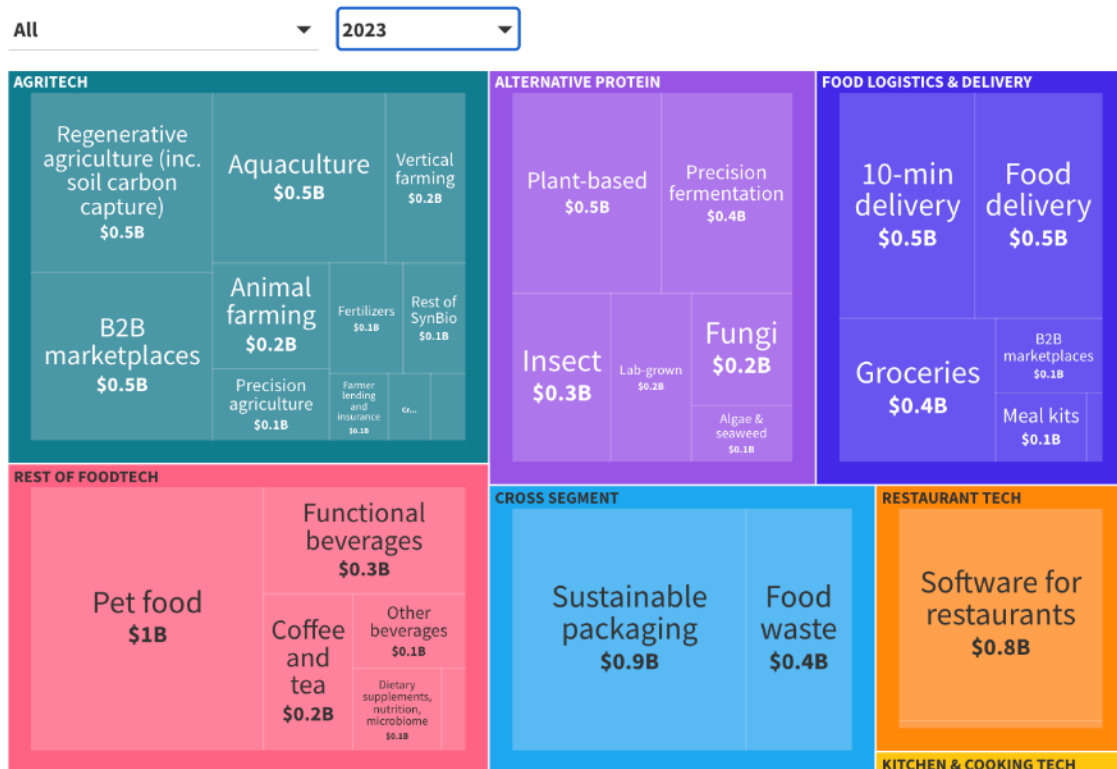 All
2023
AGRITECH
Regenerative
agriculture (inc.
soil carbon
capture)
$0.5B
Aquaculture
$0.5B
Vertical
farming
$0.2B
B2B
marketplaces
$0.5B
Animal
farming
$0.2B
Fertilizers
$0.1B
Rest of
SynBio
$0.1B
Precision
agriculture
$0.1B
Farmer
lending
and
insurance
$0.1B
ALTERNATIVE PROTEIN
Plant-based
$0.5B
Precision
fermentation
$0.4B
Insect
$0.3B
Lab-grown
$0.2B
Fungi
$0.2B
Algae &
seaweed
$0.1B
FOOD LOGISTICS & DELIVERY
10-min
delivery
$0.5B
Food
delivery
$0.5B
Groceries
$0.4B
B2B
marketplaces
$0.1B
Meal kits
$0.1B
REST OF FOODTECH
Pet food
$1B
Functional
beverages
$0.3B
Coffee
and
tea
$0.2B
Other
beverages
$0.1B
Dietary
supplements,
nutrition,
microbiome
$0.1B
CROSS SEGMENT
Sustainable
packaging
$0.9B
Food
waste
$0.4B
RESTAURANT TECH
Software for
restaurants
$0.8B
KITCHEN & COOKING TECH